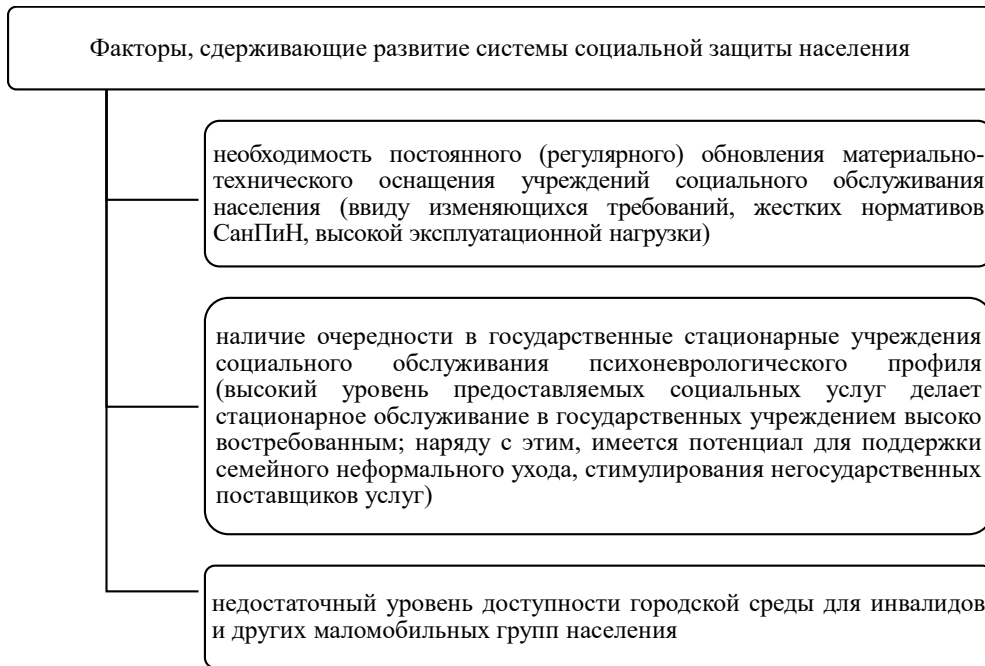 Факторы, сдерживающие развитие системы социальной защиты населения
необходимость постоянного (регулярного) обновления материально-
технического оснащения учреждений социального обслуживания
населения (ввиду изменяющихся требований, жестких нормативов
СанПиН, высокой эксплуатационной нагрузки)
наличие очередности в государственные стационарные учреждения
социального обслуживания психоневрологического профиля
(высокий уровень предоставляемых социальных услуг делает
стационарное обслуживание в государственных учреждением высоко
востребованным; наряду с этим, имеется потенциал для поддержки
семейного неформального ухода, стимулирования негосударственных
поставщиков услуг)
недостаточный уровень доступности городской среды для инвалидов
и других маломобильных групп населения